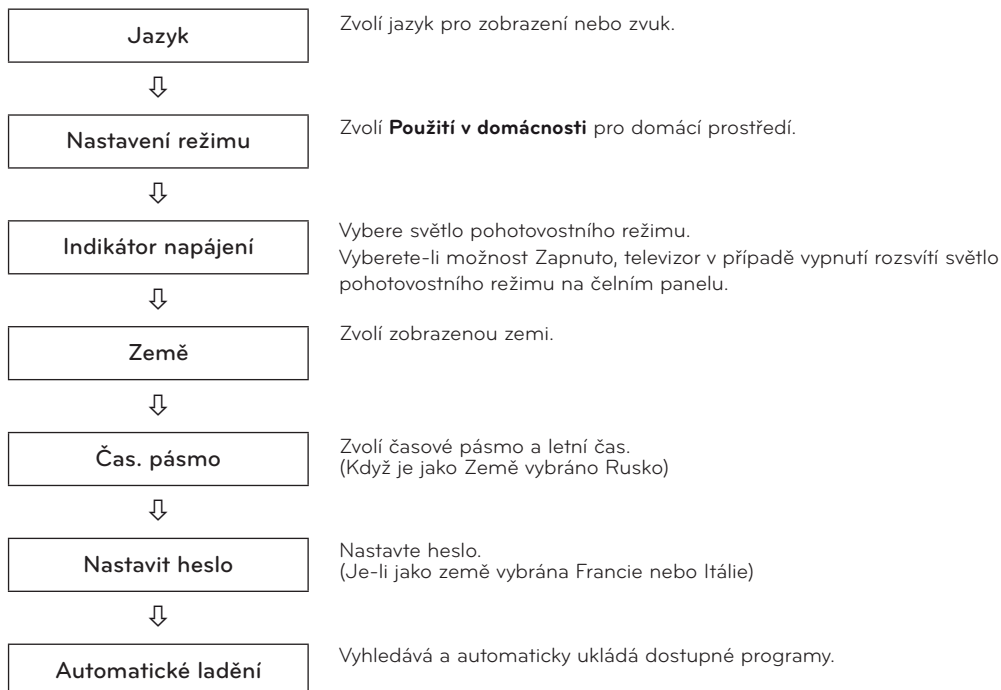 Jazyk
Zvolí jazyk pro zobrazení nebo zvuk.
Nastavení režimu
Zvolí Použití v domácnosti pro domácí prostředí.
Indikátor napájení
Vybere světlo pohotovostního režimu.
Vyberete-li možnost Zapnuto, televizor v případě vypnutí rozsvítí světlo
pohotovostního režimu na čelním panelu.
Země
Zvolí zobrazenou zemi.
Čas. pásmo
Zvolí časové pásmo a letní čas.
(Když je jako Země vybráno Rusko)
Nastavit heslo
Nastavte heslo.
(Je-li jako země vybrána Francie nebo Itálie)
Automatické ladění
Vyhledává a automaticky ukládá dostupné programy.